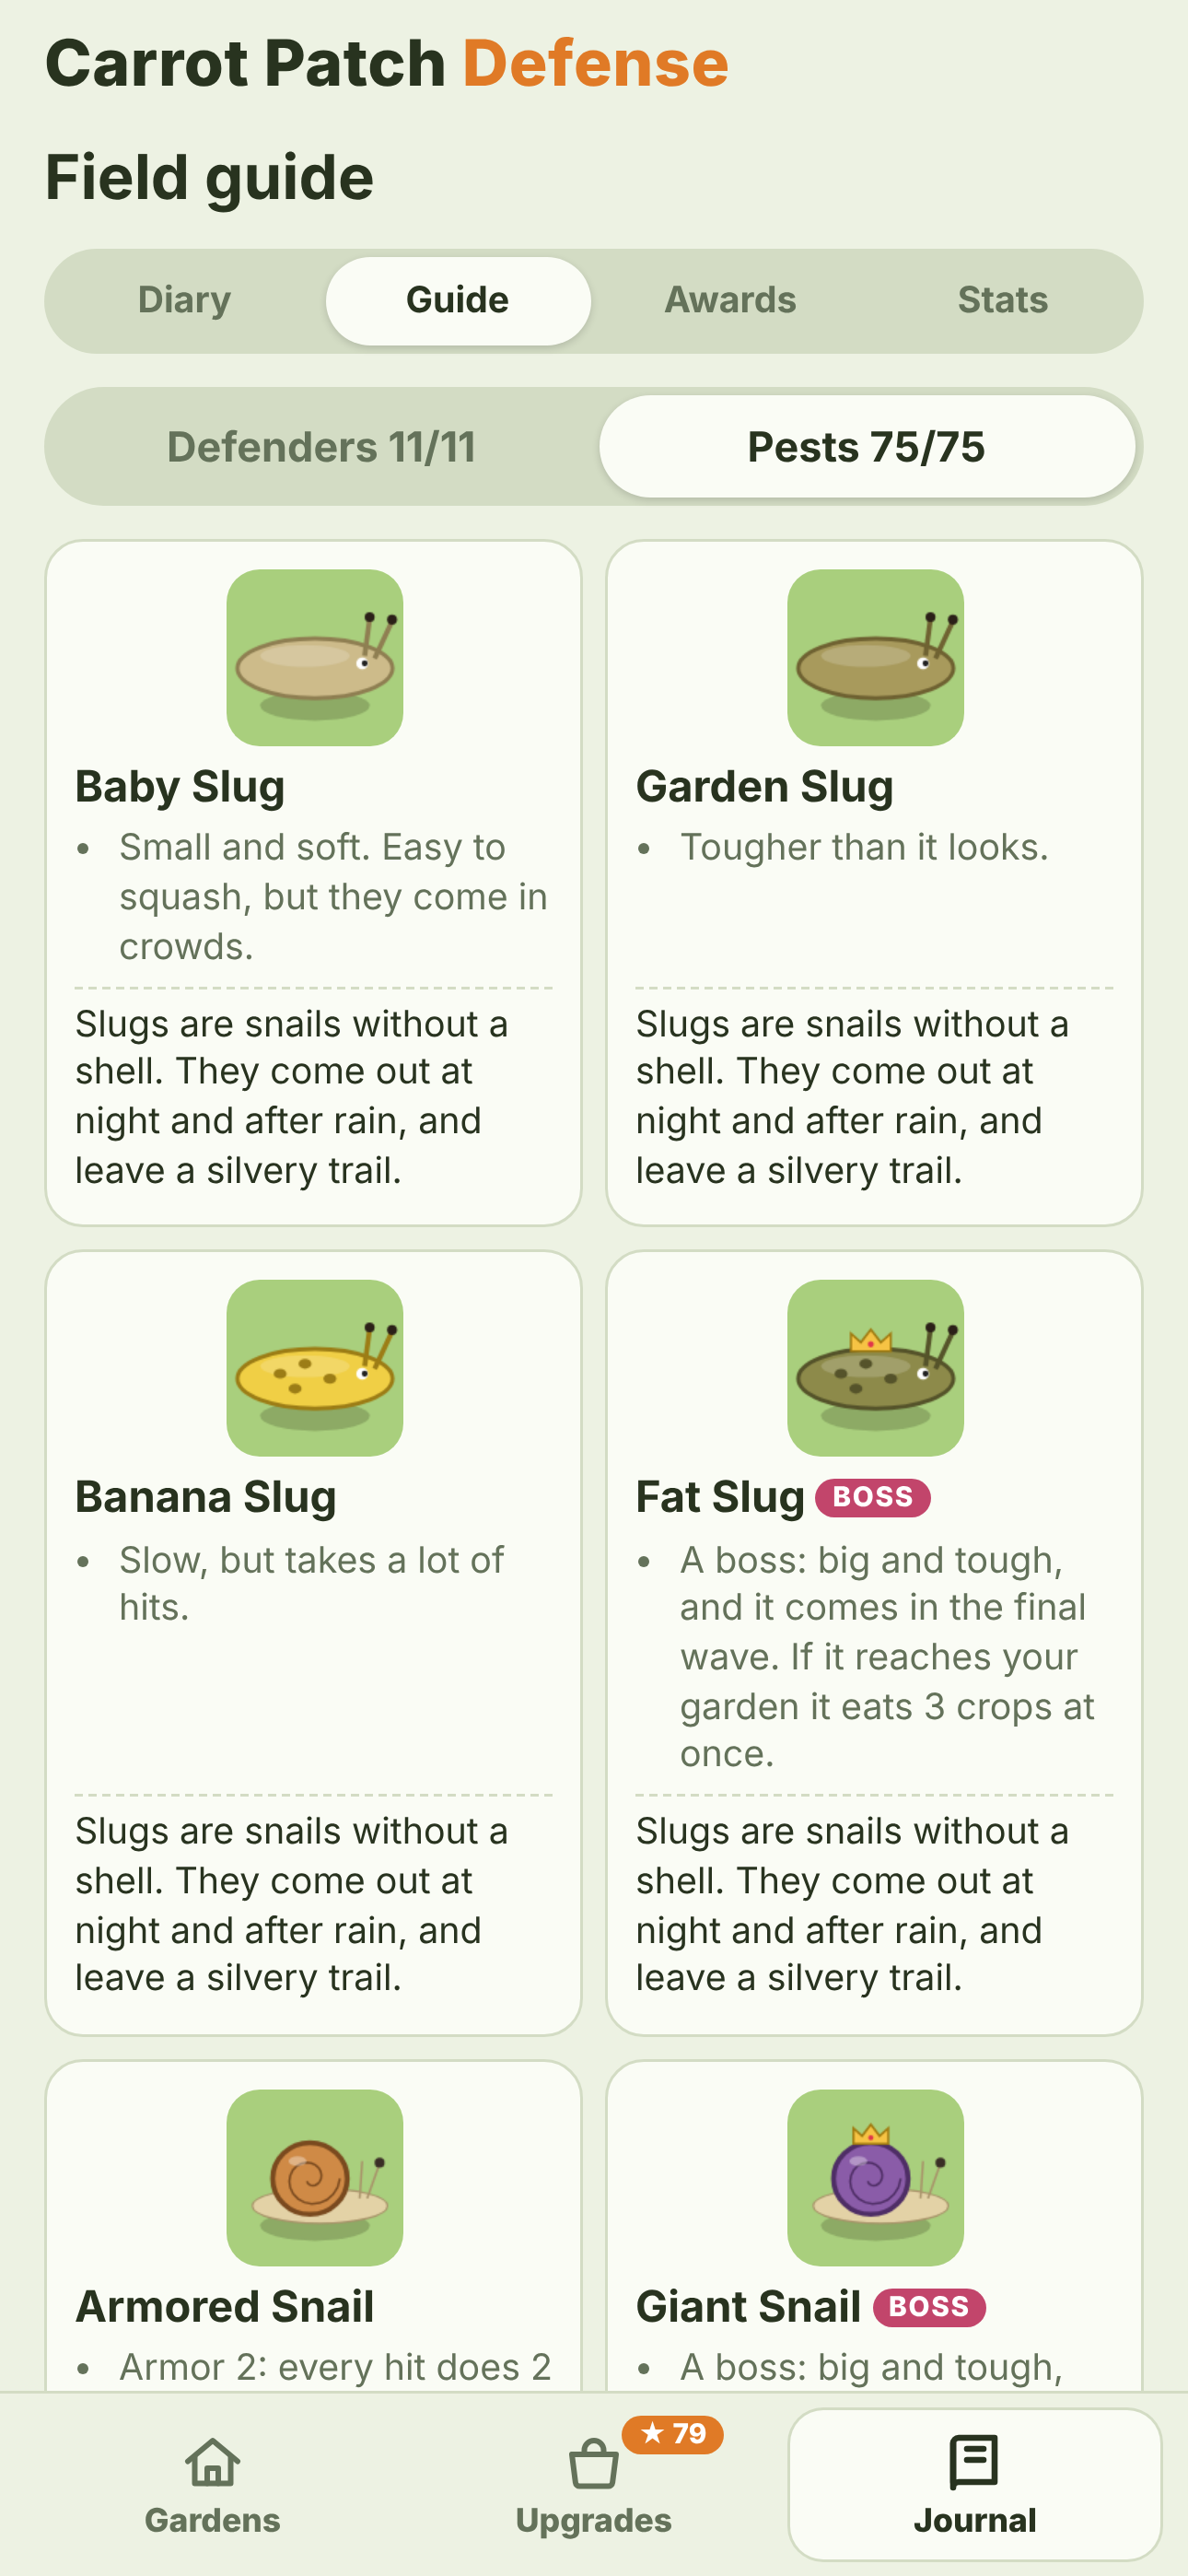 Carrot Patch Defense
Field guide
Diary Guide Awards Stats
Defenders 11/11 Pests 75/75
Baby Slug
• Small and soft. Easy to
squash, but they come in
crowds.
Slugs are snails without a
shell. They come out at
night and after rain, and
leave a silvery trail.
Garden Slug
• Tougher than it looks.
Slugs are snails without a
shell. They come out at
night and after rain, and
leave a silvery trail.
Banana Slug
• Slow, but takes a lot of
hits.
Slugs are snails without a
shell. They come out at
night and after rain, and
leave a silvery trail.
Fat Slug BOSS
• A boss: big and tough,
and it comes in the final
wave. If it reaches your
garden it eats 3 crops at
once.
Slugs are snails without a
shell. They come out at
night and after rain, and
leave a silvery trail.
Armored Snail
• Armor 2: every hit does 2
Giant Snail BOSS
• A boss: big and tough,
★ 79
Gardens Upgrades Journal